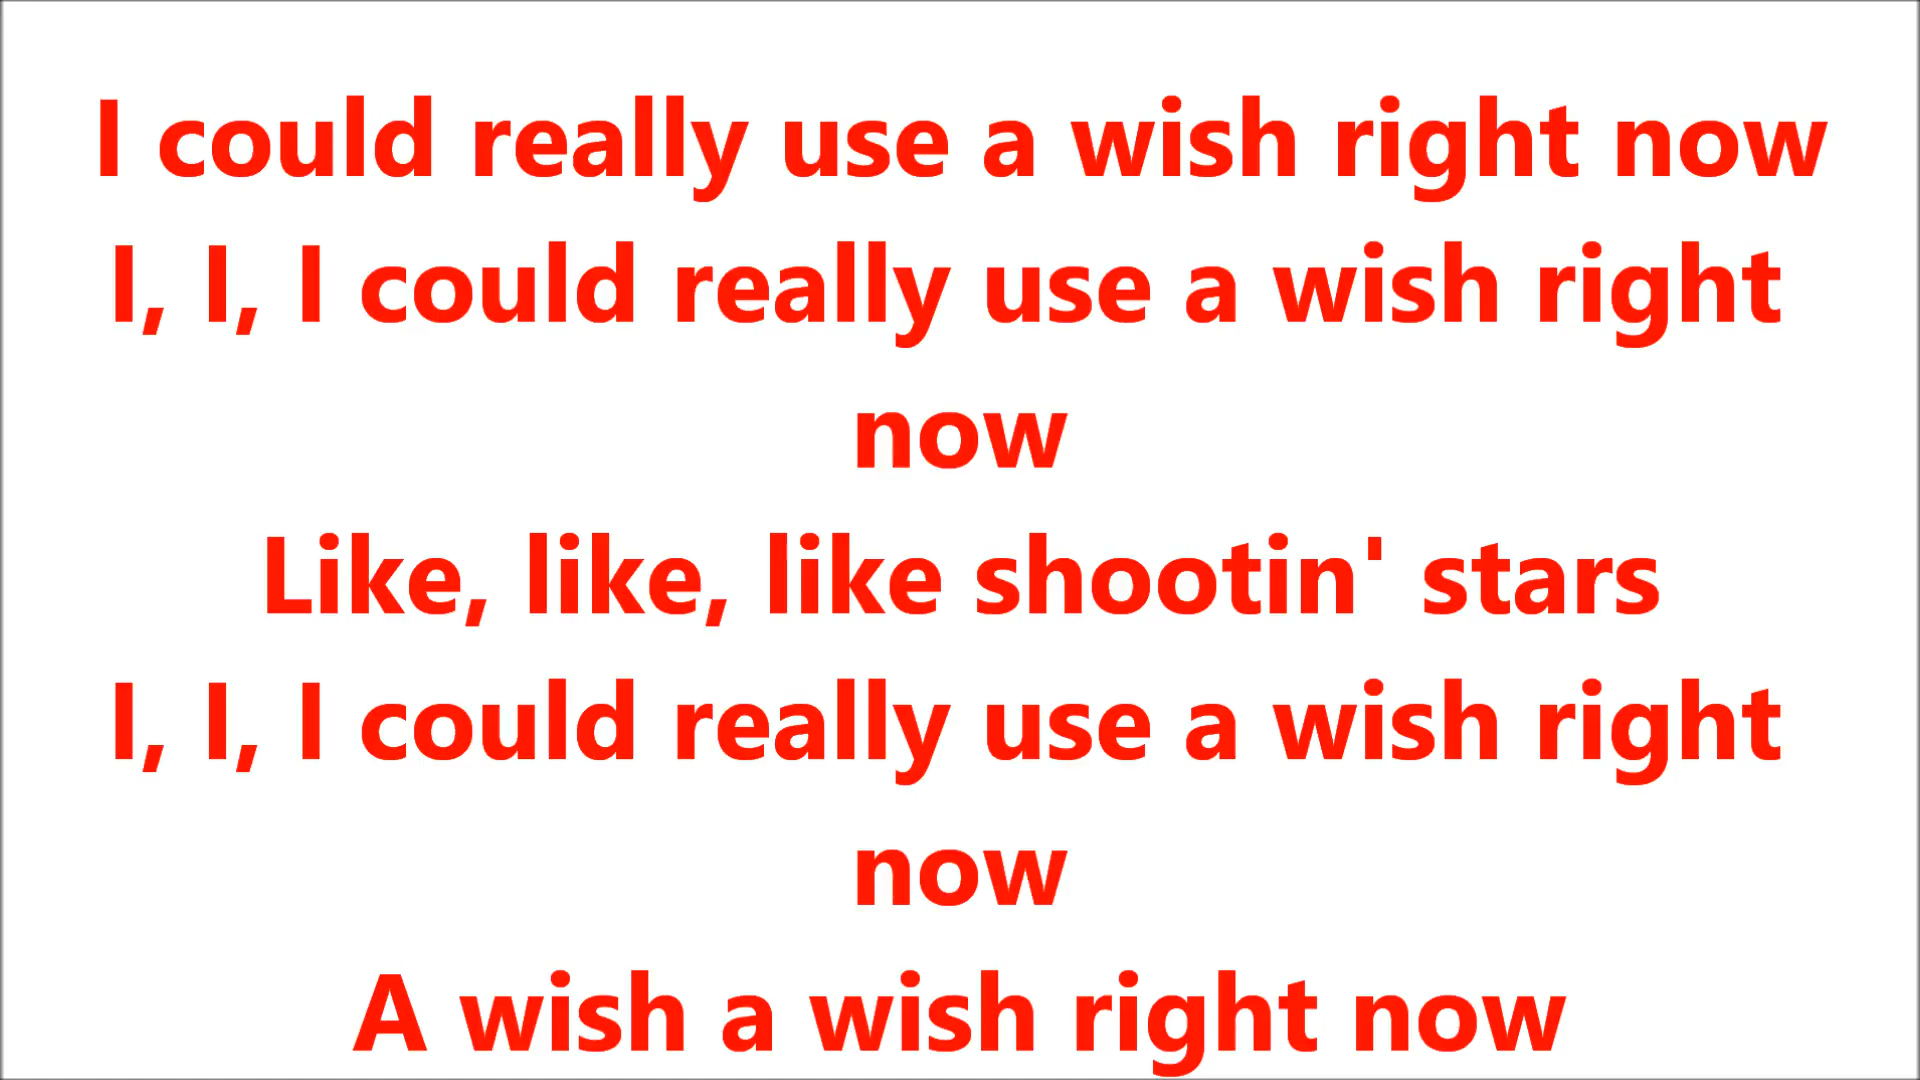 I could really use a wish right now
I, I, I could really use a wish right
now
Like, like, like shootin' stars
I, I, I could really use a wish right
now
A wish a wish right now